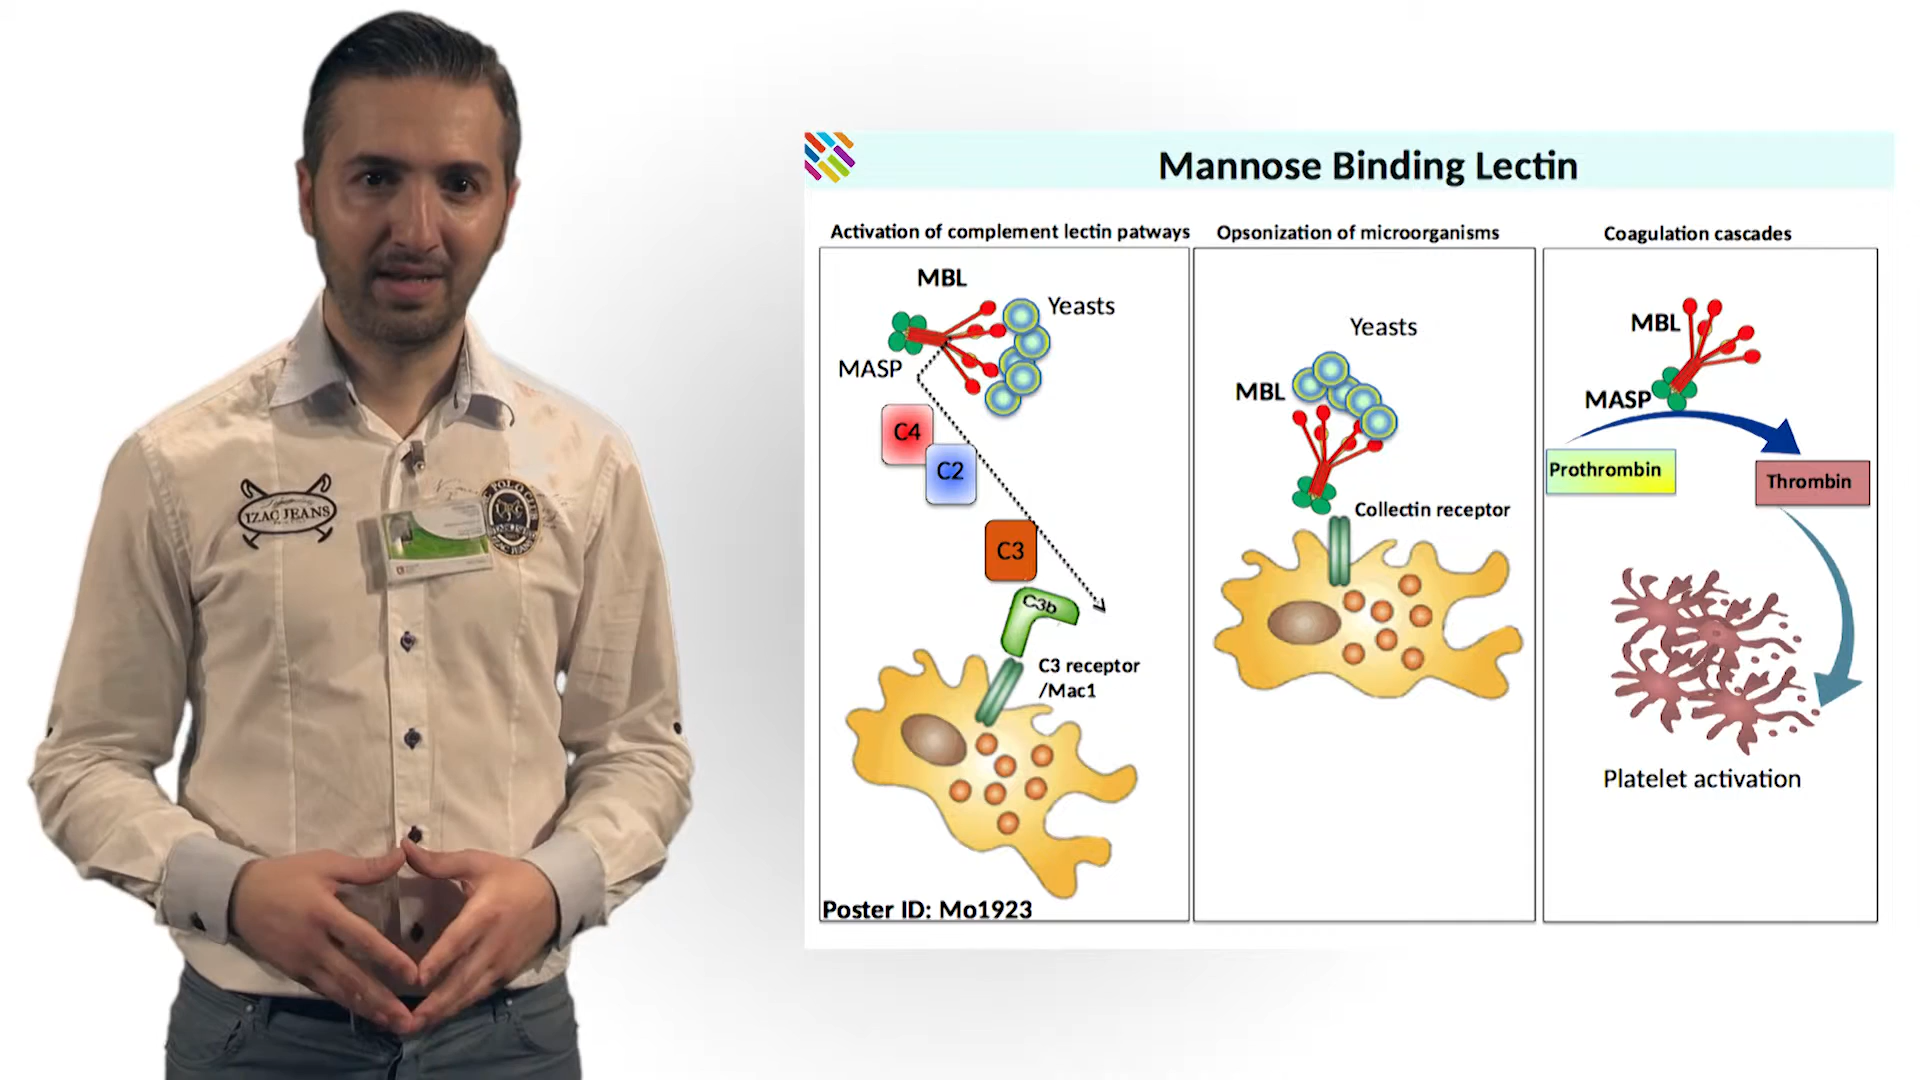 Mannose Binding Lectin
Activation of complement lectin patways
Opsonization of microorganisms
Coagulation cascades
MBL
Yeasts
MASP
C4
C2
C3
C3b
C3 receptor
/Mac1
Poster ID: Mo1923
Yeasts
MBL
Collectin receptor
MBL
MASP
Prothrombin
Thrombin
Platelet activation
IZAC JEANS